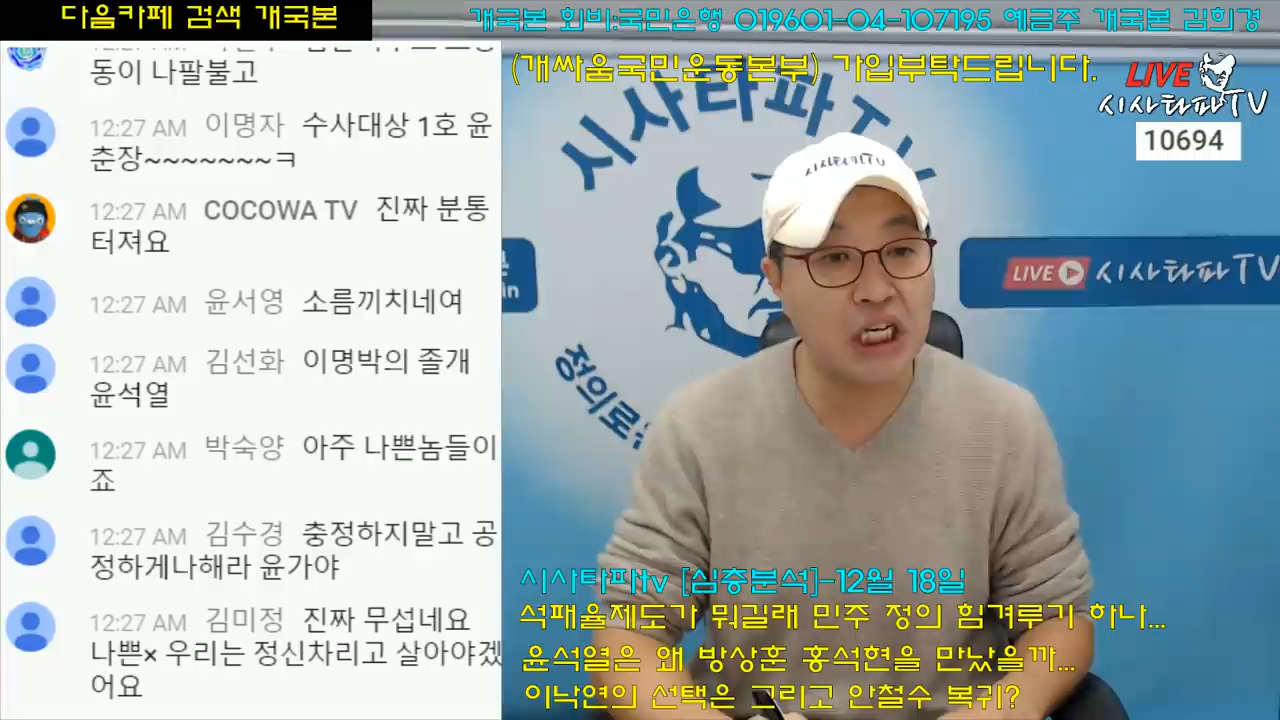 다음카페 검색 개국본
개국본 회비:국민은행 019601-04-107195 예금주 개국본 김희경
(개싸움국민운동본부) 가입부탁드립니다.
LIVE
시사타파TV
10694
동이 나팔불고
12:27 AM 이명자 수사대상 1호 윤
춘장~~~~~~~ㅋ
12:27 AM COCOWA TV 진짜 분통
터져요
12:27 AM 윤서영 소름끼치네여
12:27 AM 김선화 이명박의 졸개
윤석열
12:27 AM 박숙양 아주 나쁜놈들이
죠
12:27 AM 김수경 충정하지말고 공
정하게나해라 윤가야
12:27 AM 김미정 진짜 무섭네요
나쁜× 우리는 정신차리고 살아야겠
어요
시사타파TV
시사타파TV
LIVE 시사타파TV
in
정의로
시사타파tv [심층분석]-12월 18일
석패율제도가 뭐길래 민주 정의 힘겨루기 하나...
윤석열은 왜 방상훈 홍석현을 만났을까...
이낙연의 선택은 그리고 안철수 복귀?